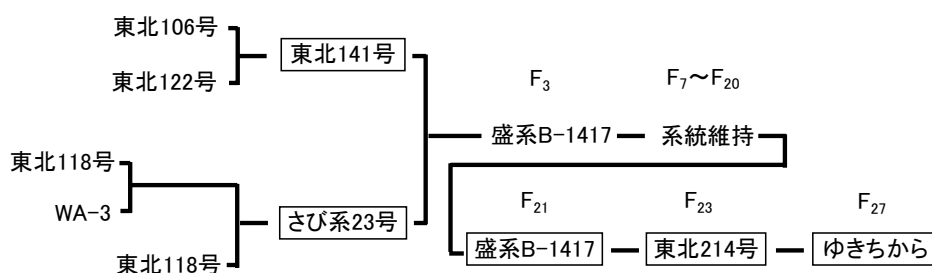 東北106号
東北141号
東北122号
F3
F7～F20
盛系B-1417
系統維持
東北118号
WA-3
さび系23号
東北118号
F21
F23
F27
盛系B-1417
東北214号
ゆきちから